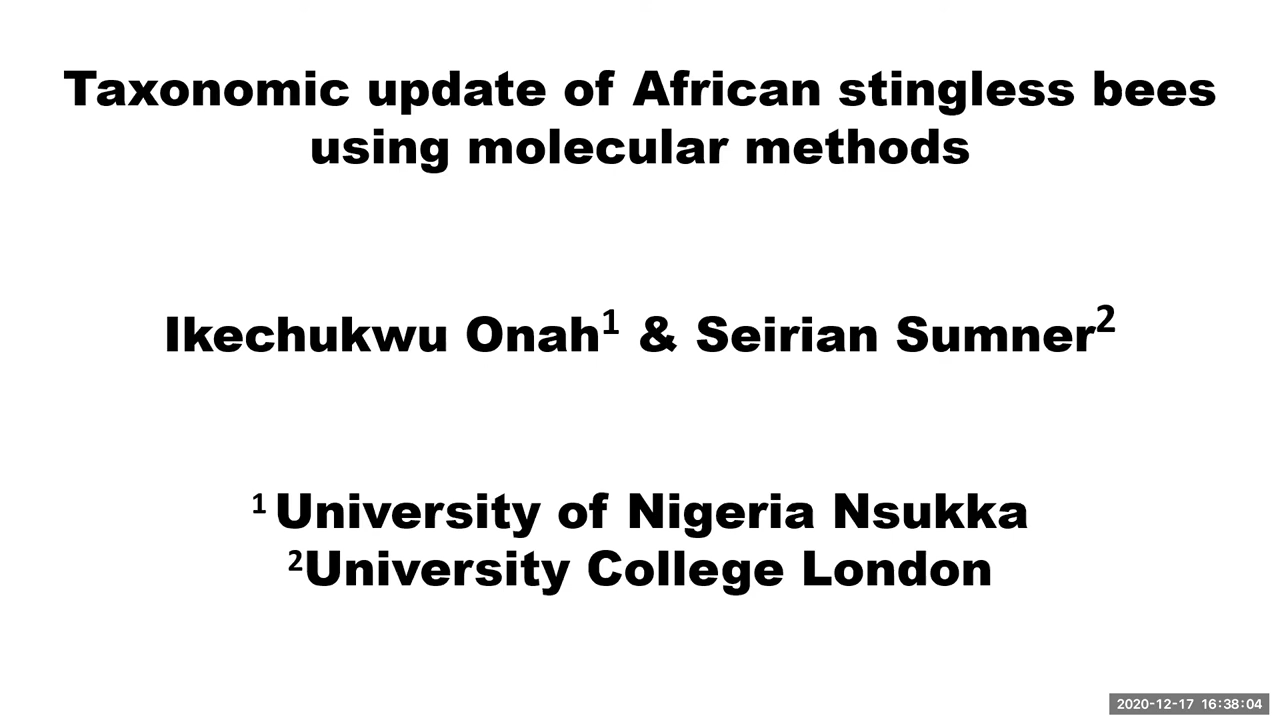 Taxonomic update of African stingless bees
using molecular methods
Ikechukwu Onah¹ & Seirian Sumner²
¹ University of Nigeria Nsukka
²University College London
2020-12-17 16:38:04